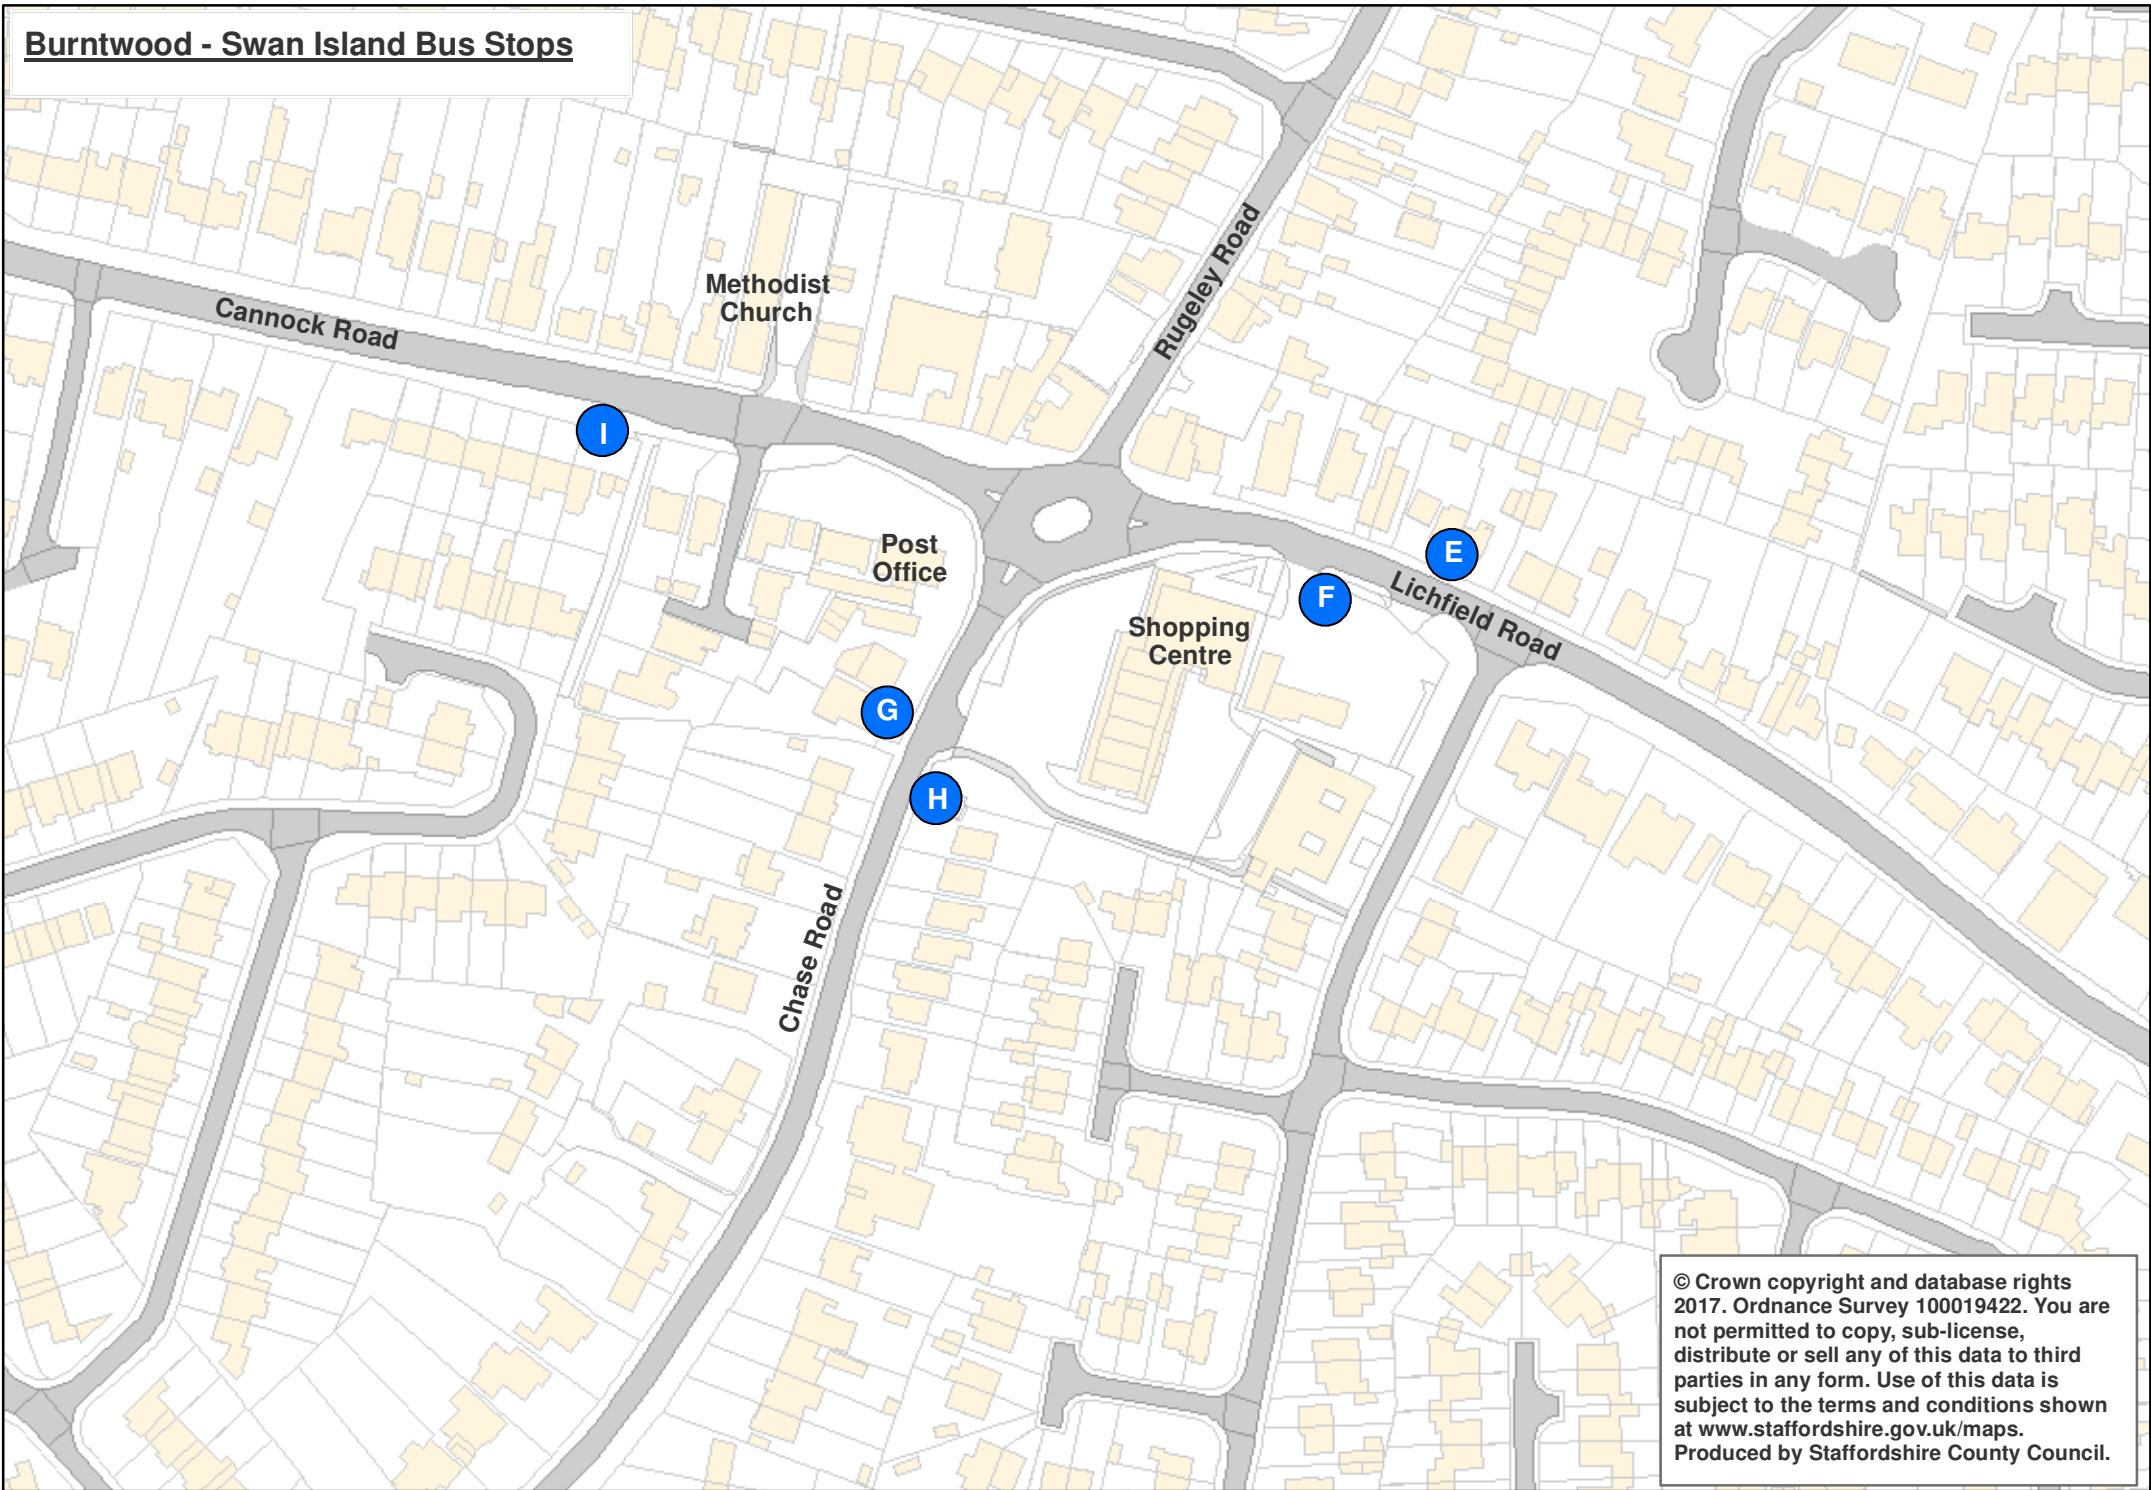 Burntwood - Swan Island Bus Stops
Rugeley Road
Methodist
Church
Cannock Road
I
Post
Office
E
F
Lichfield Road
Shopping
Centre
G
H
Chase Road
© Crown copyright and database rights
2017. Ordnance Survey 100019422. You are
not permitted to copy, sub-license,
distribute or sell any of this data to third
parties in any form. Use of this data is
subject to the terms and conditions shown
at www.staffordshire.gov.uk/maps.
Produced by Staffordshire County Council.